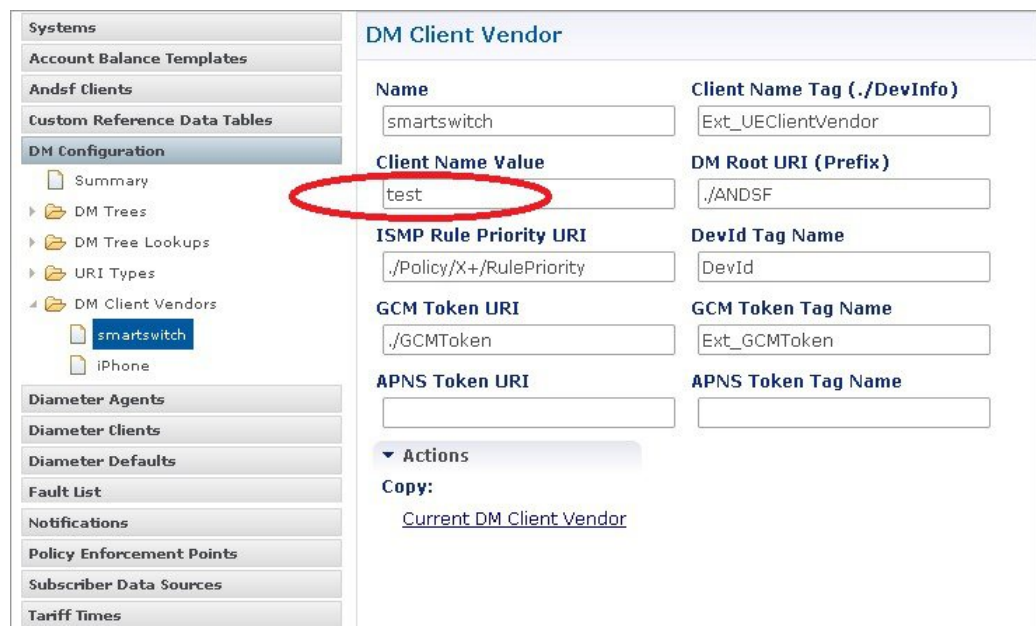 Systems
Account Balance Templates
Andsf Clients
Custom Reference Data Tables
DM Configuration
Summary
DM Trees
DM Tree Lookups
URI Types
DM Client Vendors
smartswitch
iPhone
Diameter Agents
Diameter Clients
Diameter Defaults
Fault List
Notifications
Policy Enforcement Points
Subscriber Data Sources
Tariff Times
DM Client Vendor
Name
Client Name Tag (./DevInfo)
smartswitch
Ext_UEClientVendor
Client Name Value
DM Root URI (Prefix)
test
./ANDSF
ISMP Rule Priority URI
DevId Tag Name
./Policy/X+/RulePriority
DevId
GCM Token URI
GCM Token Tag Name
./GCMToken
Ext_GCMToken
APNS Token URI
APNS Token Tag Name
Actions
Copy:
Current DM Client Vendor